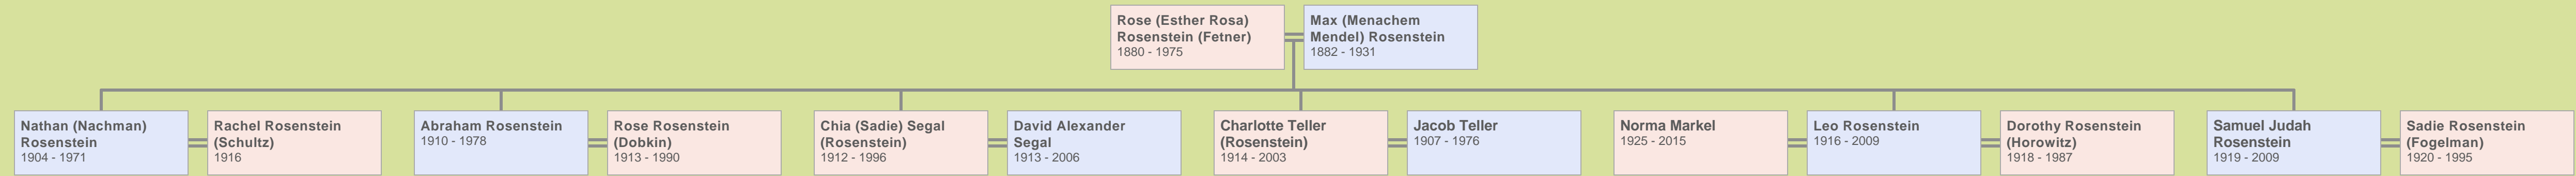 Rose (Esther Rosa)
Rosenstein (Fetner)
1880 - 1975
Max (Menachem
Mendel) Rosenstein
1882 - 1931
Nathan (Nachman)
Rosenstein
1904 - 1971
Rachel Rosenstein
(Schultz)
1916
Abraham Rosenstein
1910 - 1978
Rose Rosenstein
(Dobkin)
1913 - 1990
Chia (Sadie) Segal
(Rosenstein)
1912 - 1996
David Alexander
Segal
1913 - 2006
Charlotte Teller
(Rosenstein)
1914 - 2003
Jacob Teller
1907 - 1976
Norma Markel
1925 - 2015
Leo Rosenstein
1916 - 2009
Dorothy Rosenstein
(Horowitz)
1918 - 1987
Samuel Judah
Rosenstein
1919 - 2009
Sadie Rosenstein
(Fogelman)
1920 - 1995